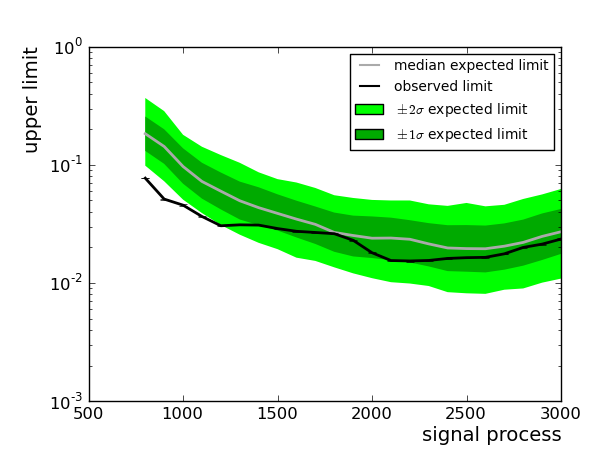 10^0
10^-1
10^-2
10^-3
upper limit
median expected limit
observed limit
±2σ expected limit
±1σ expected limit
500 1000 1500 2000 2500 3000
signal process